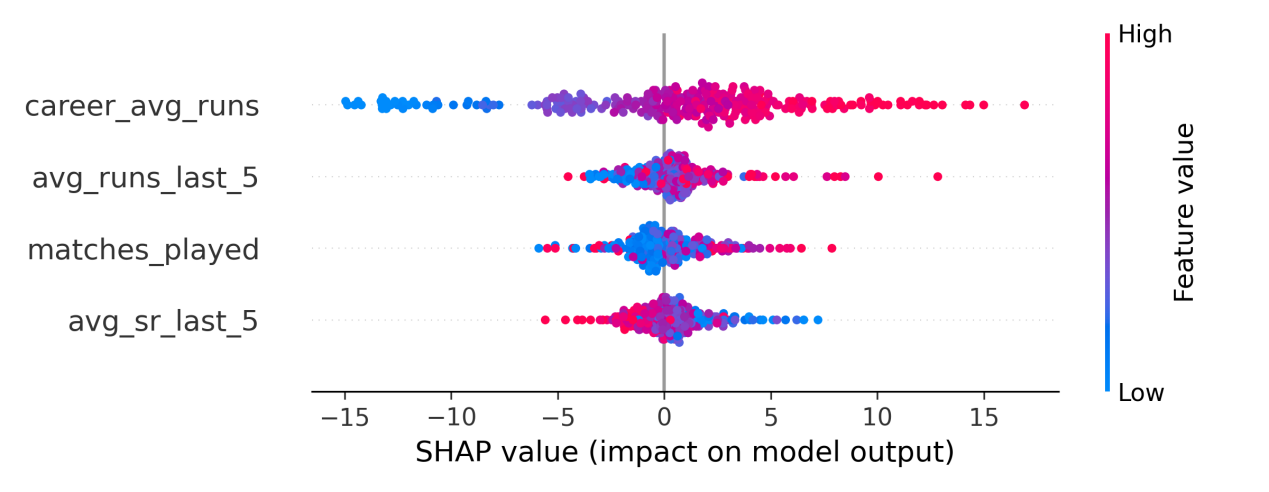 High
career_avg_runs
avg_runs_last_5
matches_played
avg_sr_last_5
Feature value
Low
−15 −10 −5 0 5 10 15
SHAP value (impact on model output)